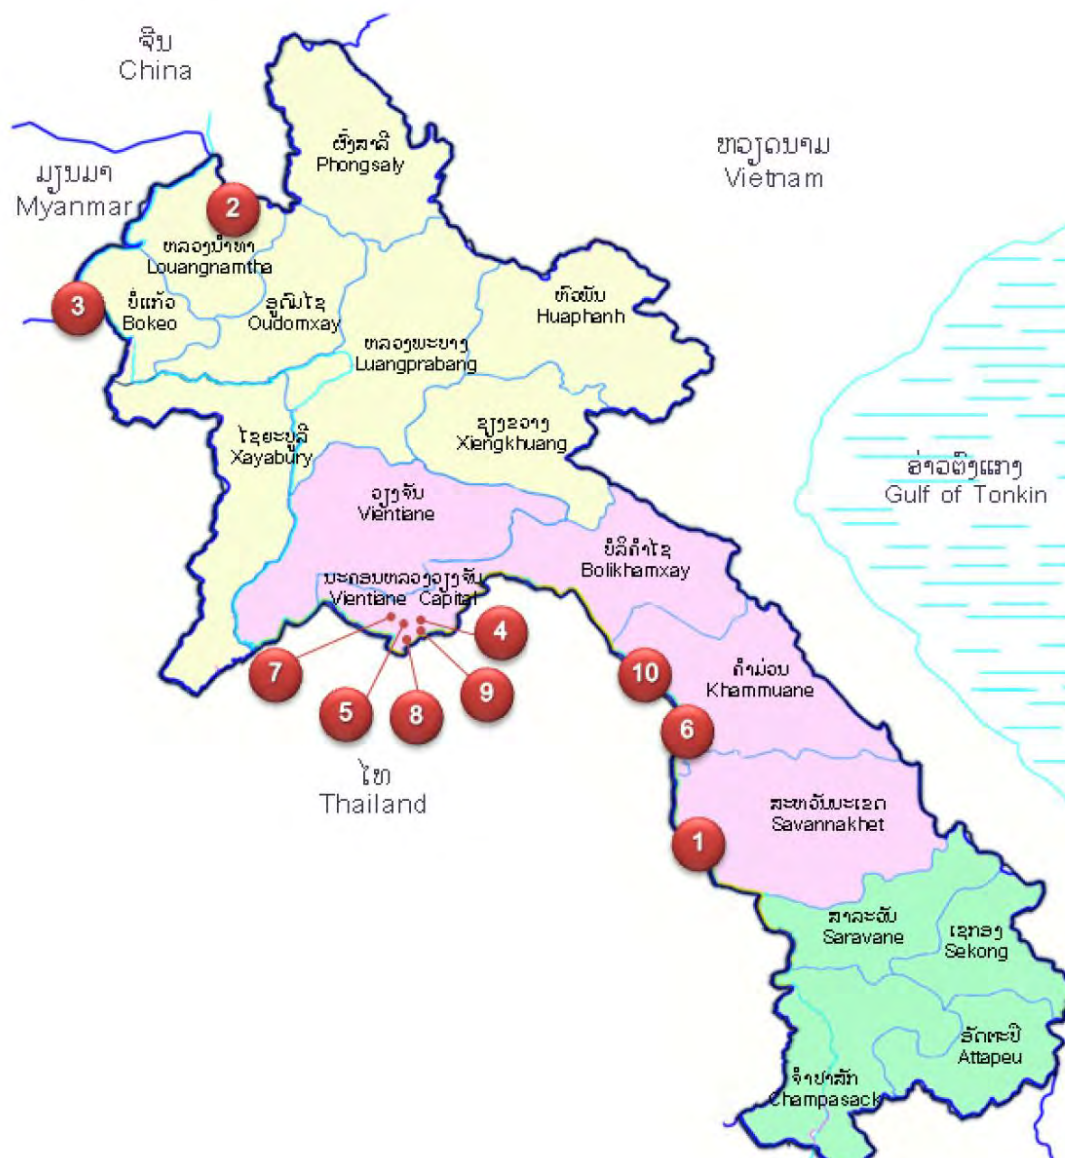 ຈີນ
China
ມຽນມາ
Myanmar
ຫວຽດນາມ
Vietnam
ຜົ້ງສາລີ
Phongsaly
2
ຫລວງນໍ້າທາ
Louangnamtha
3
ບໍ່ແກ້ວ
Bokeo
ອູດົມໄຊ
Oudomxay
ຫົວພັນ
Huaphanh
ຫລວງພະບາງ
Luangprabang
ຊຽງຂວາງ
Xiengkhuang
ໄຊຍະບູລີ
Xayabury
ອ່າວຕົງແກງ
Gulf of Tonkin
ວຽງຈັນ
Vientiane
ບໍລິຄໍາໄຊ
Bolikhamxay
ນະຄອນຫລວງວຽງຈັນ
Vientiane Capital
4
7
5
8
9
10
ຄໍາມ່ວນ
Khammuane
6
ໄທ
Thailand
ສະຫວັນນະເຂດ
Savannakhet
1
ສາລະວັນ
Saravane
ເຊກອງ
Sekong
ອັດຕະປື
Attapeu
ຈໍາປາສັກ
Champasack